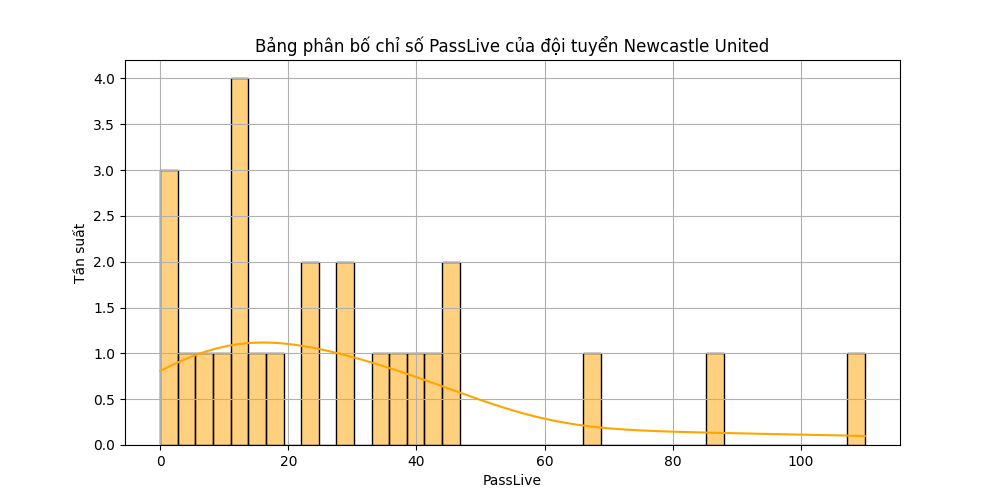 Bảng phân bố chỉ số PassLive của đội tuyển Newcastle United
4.0
3.5
3.0
2.5
2.0
1.5
1.0
0.5
0.0
Tần suất
0 20 40 60 80 100
PassLive